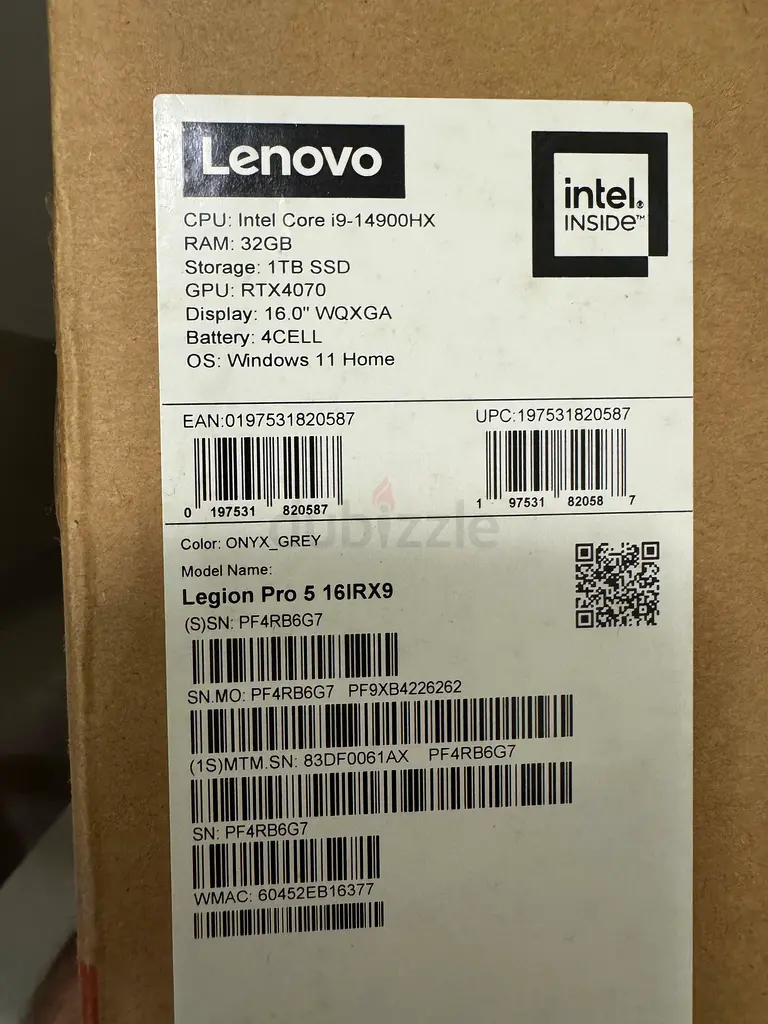 Lenovo
intel.
INSIDE™
CPU: Intel Core i9-14900HX
RAM: 32GB
Storage: 1TB SSD
GPU: RTX4070
Display: 16.0" WQXGA
Battery: 4CELL
OS: Windows 11 Home
EAN:0197531820587 UPC:197531820587
0 197531 820587 1 97531 82058 7
dubizzle
Color: ONYX_GREY
Model Name:
Legion Pro 5 16IRX9
(S)SN: PF4RB6G7
SN.MO: PF4RB6G7 PF9XB4226262
(1S)MTM.SN: 83DF0061AX PF4RB6G7
SN: PF4RB6G7
WMAC: 60452EB16377